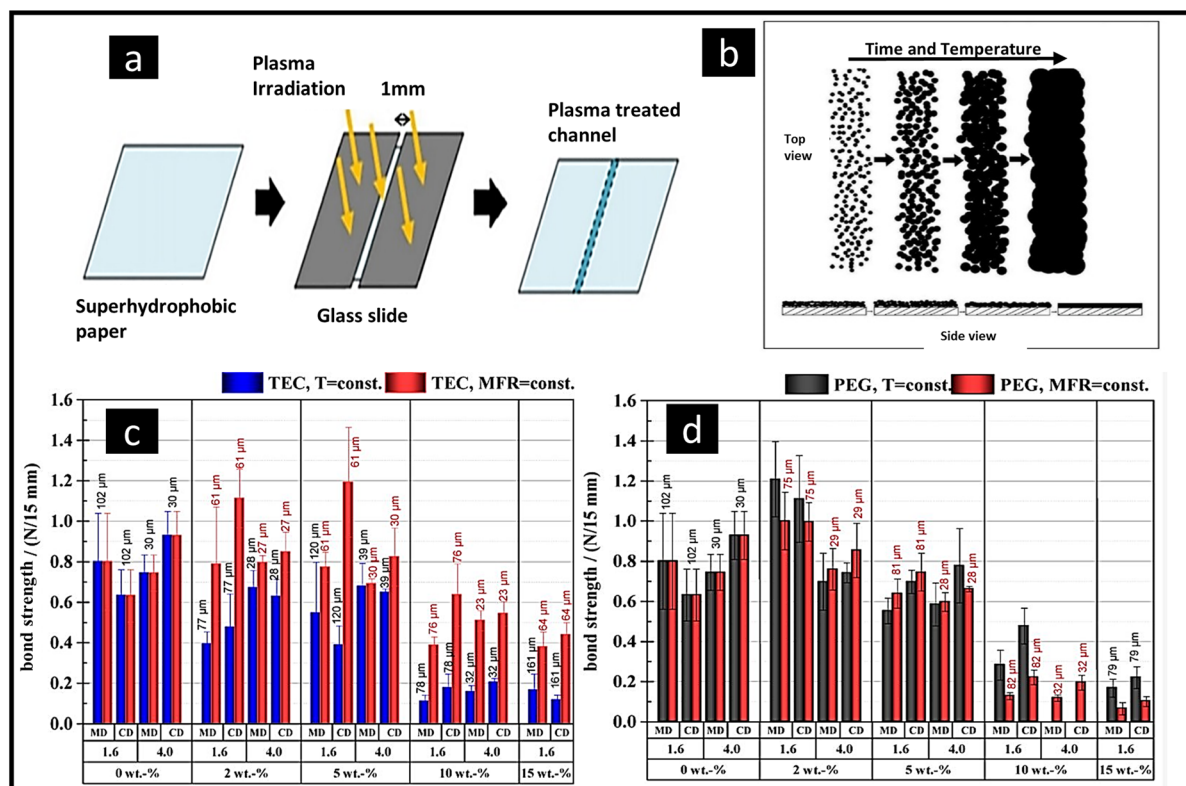 a
Plasma
Irradiation
1mm
Plasma treated
channel
Superhydrophobic
paper
Glass slide
b
Time and Temperature
Top
view
Side view
TEC, T=const.
TEC, MFR=const.
c
bond strength / (N/15 mm)
1.6
1.4
1.2
1.0
0.8
0.6
0.4
0.2
0.0
102 µm
102 µm
30 µm
30 µm
77 µm
61 µm
77 µm
61 µm
28 µm
27 µm
28 µm
27 µm
120 µm
61 µm
120 µm
61 µm
39 µm
30 µm
39 µm
30 µm
78 µm
76 µm
78 µm
76 µm
32 µm
23 µm
32 µm
23 µm
161 µm
64 µm
161 µm
64 µm
MD CD MD CD MD CD MD CD MD CD MD CD MD CD MD CD MD CD
1.6 4.0 1.6 4.0 1.6 4.0 1.6 4.0 1.6
0 wt.-% 2 wt.-% 5 wt.-% 10 wt.-% 15 wt.-%
PEG, T=const.
PEG, MFR=const.
d
bond strength / (N/15 mm)
1.6
1.4
1.2
1.0
0.8
0.6
0.4
0.2
0.0
102 µm
102 µm
30 µm
30 µm
75 µm
75 µm
29 µm
29 µm
81 µm
81 µm
28 µm
28 µm
82 µm
82 µm
32 µm
32 µm
79 µm
79 µm
MD CD MD CD MD CD MD CD MD CD MD CD MD CD MD CD MD CD
1.6 4.0 1.6 4.0 1.6 4.0 1.6 4.0 1.6
0 wt.-% 2 wt.-% 5 wt.-% 10 wt.-% 15 wt.-%